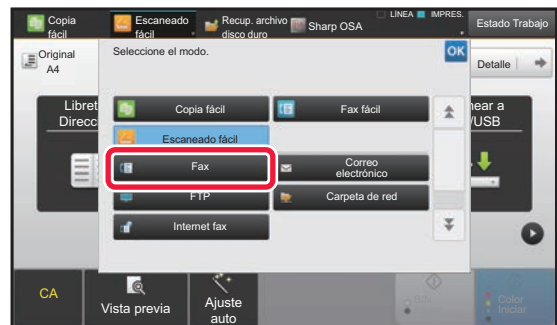 Copia
fácil
Escaneado
fácil
Recup. archivo
disco duro
Sharp OSA
LÍNEA
IMPRES.
Estado Trabajo
Original
A4
Seleccione el modo.
OK
Detalle
Libret
Direcc
near a
/USB
Copia fácil
Fax fácil
Escaneado fácil
Fax
Correo
electrónico
FTP
Carpeta de red
Internet fax
CA
Vista previa
Ajuste
auto
Color
Iniciar